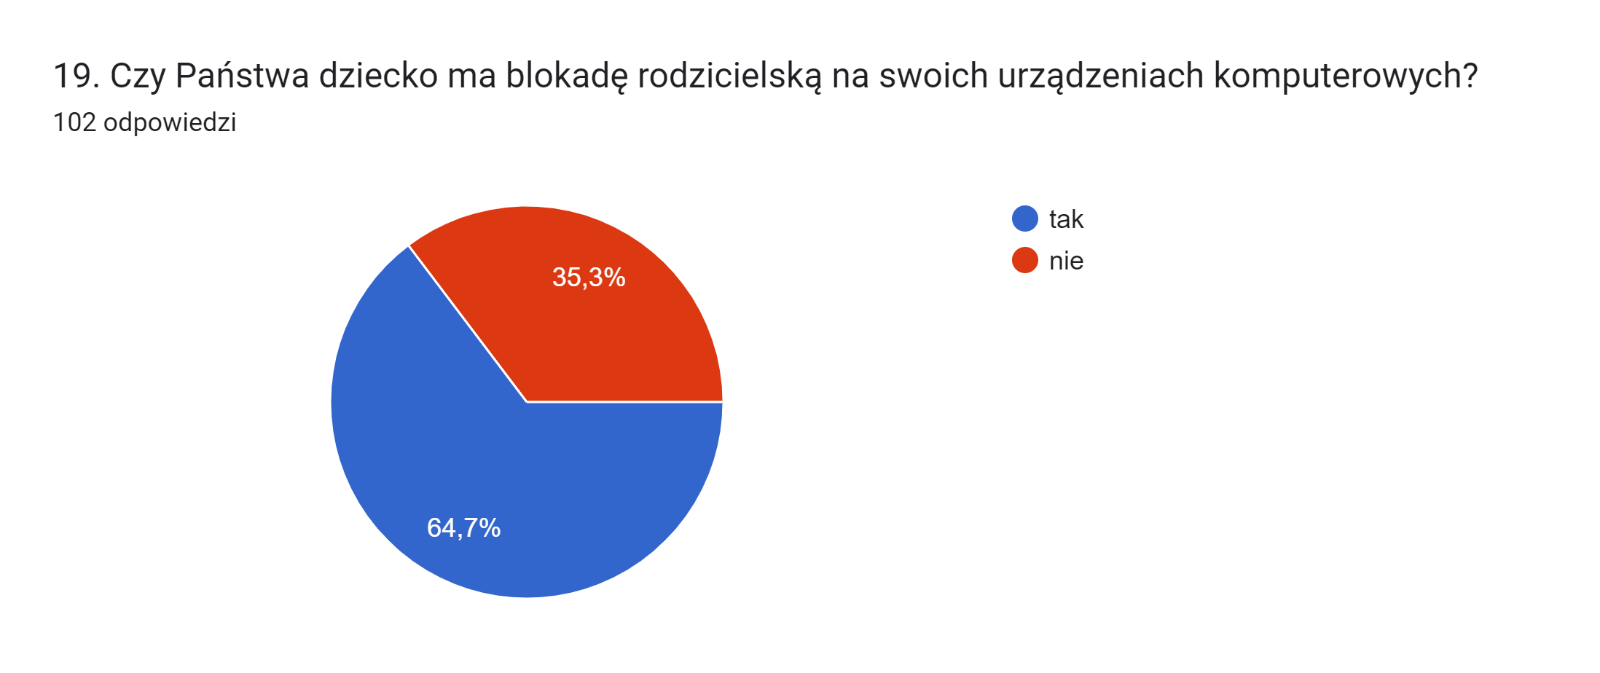 19. Czy Państwa dziecko ma blokadę rodzicielską na swoich urządzeniach komputerowych?
102 odpowiedzi
tak
nie
35,3%
64,7%